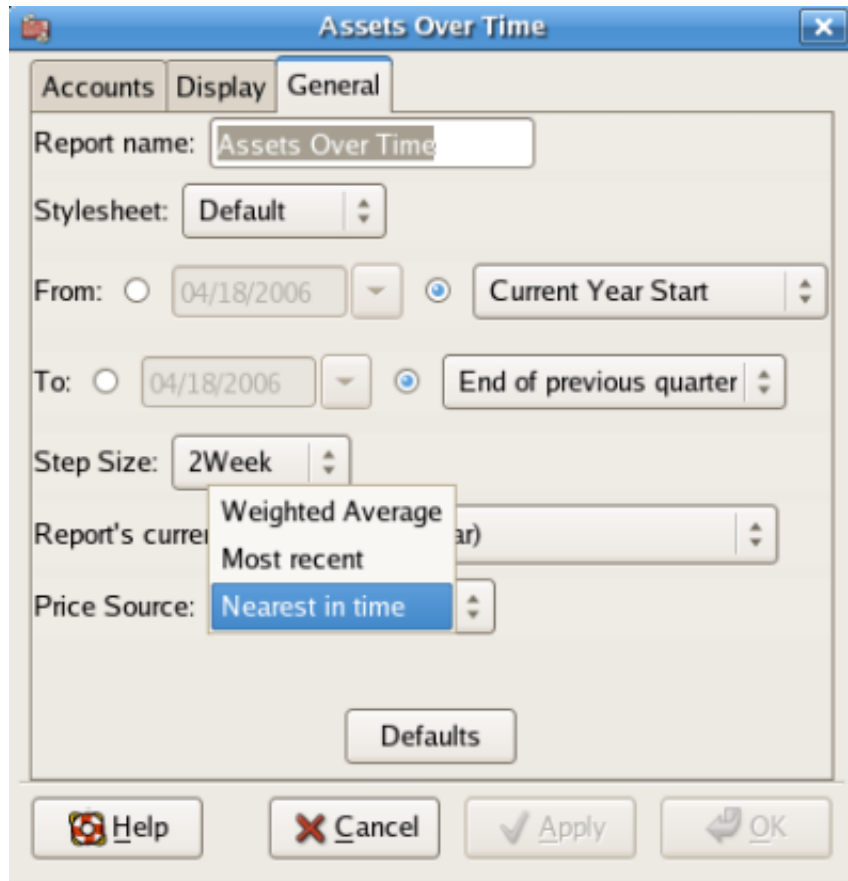 Assets Over Time
Accounts Display General
Report name: Assets Over Time
Stylesheet: Default
From: 04/18/2006 Current Year Start
To: 04/18/2006 End of previous quarter
Step Size: 2Week
Weighted Average
Report's
Most recent
Price Source: Nearest in time
Defaults
Help Cancel Apply OK